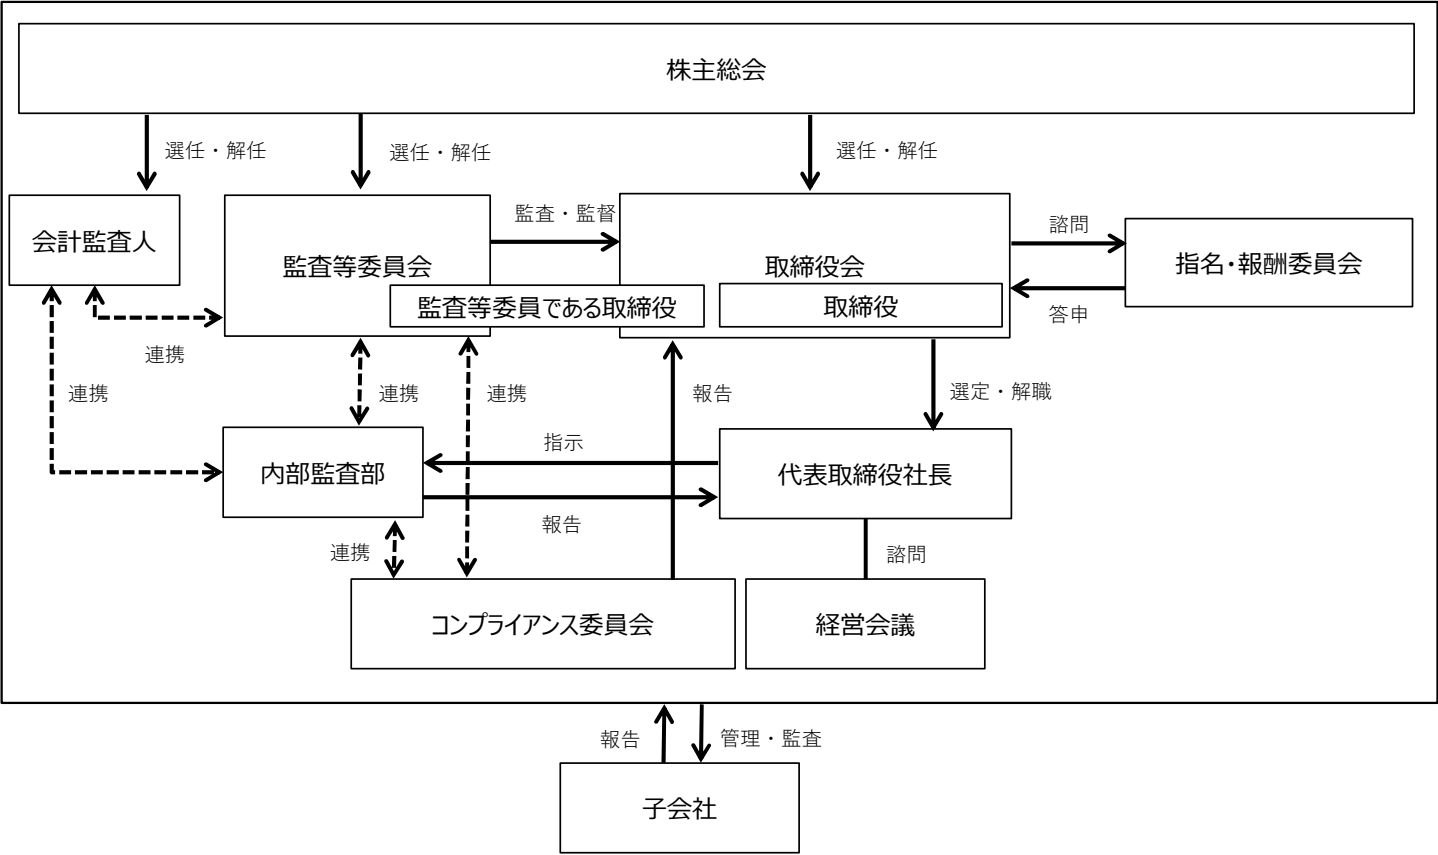 株主総会
選任・解任
選任・解任
選任・解任
会計監査人
監査等委員会
監査・監督
取締役会
諮問
指名・報酬委員会
監査等委員である取締役
取締役
答申
連携
連携
連携
連携
報告
選定・解職
指示
内部監査部
代表取締役社長
報告
連携
諮問
コンプライアンス委員会
経営会議
報告
管理・監査
子会社